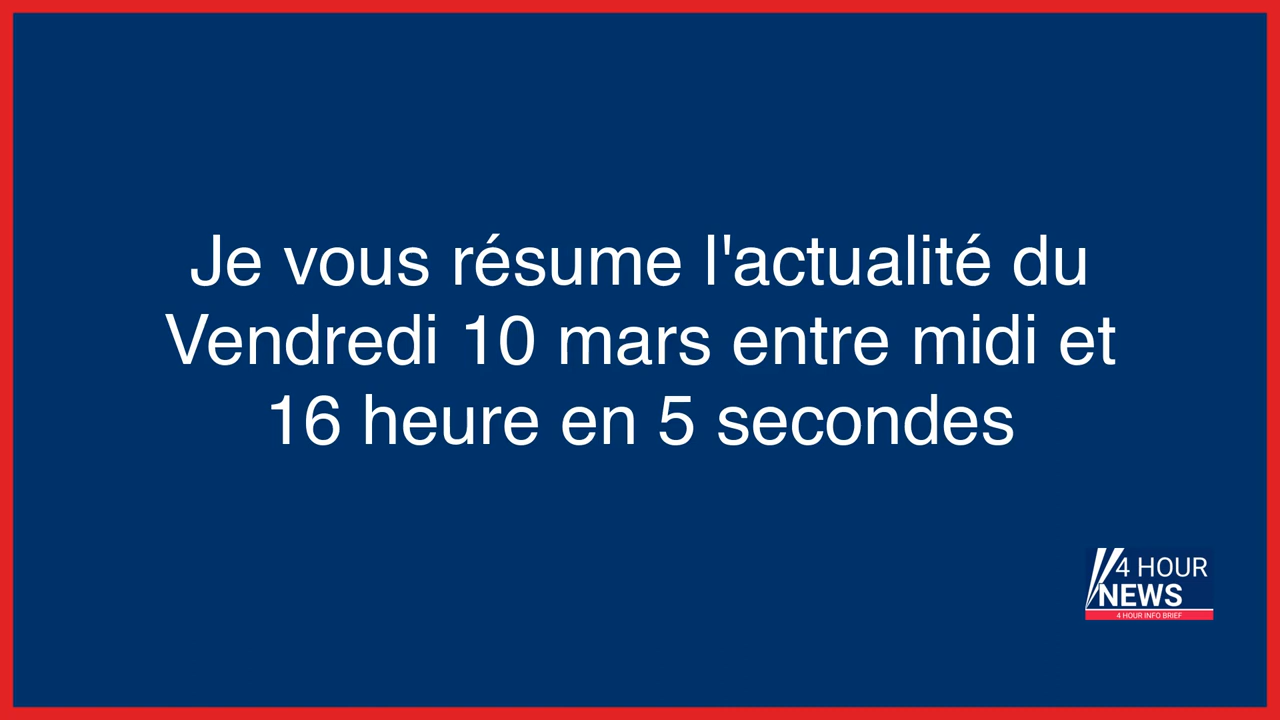 Je vous résume l'actualité du
Vendredi 10 mars entre midi et
16 heure en 5 secondes
4 HOUR
NEWS
4 HOUR INFO BRIEF